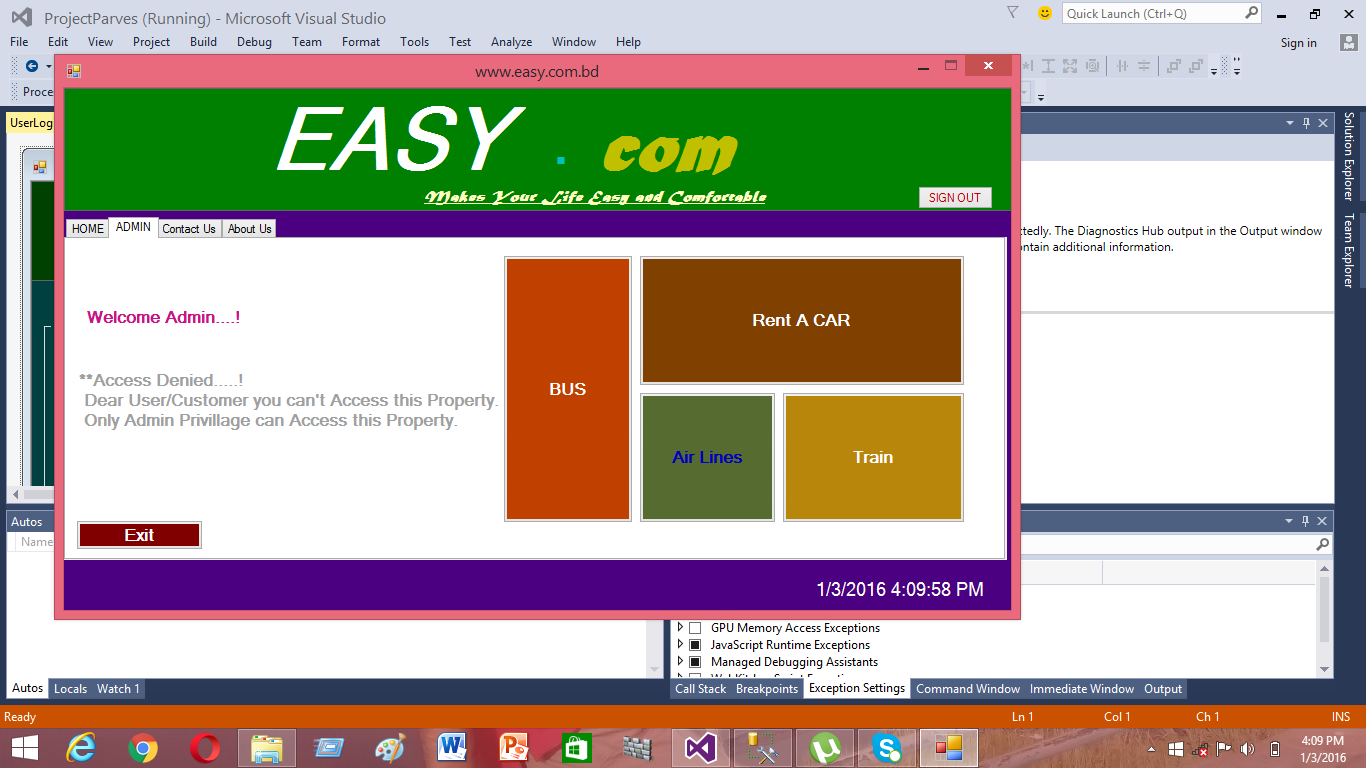 ProjectParves (Running) - Microsoft Visual Studio
Quick Launch (Ctrl+Q)
File Edit View Project Build Debug Team Format Tools Test Analyze Window Help
Sign in
www.easy.com.bd
Proce
UserLog
EASY . com
Makes Your Life Easy and Comfortable
SIGN OUT
HOME ADMIN Contact Us About Us
Welcome Admin....!
**Access Denied.....!
Dear User/Customer you can't Access this Property.
Only Admin Privillage can Access this Property.
BUS
Rent A CAR
Air Lines
Train
Exit
1/3/2016 4:09:58 PM
Solution Explorer
Team Explorer
ctedly. The Diagnostics Hub output in the Output window
ntain additional information.
Autos
Name
GPU Memory Access Exceptions
JavaScript Runtime Exceptions
Managed Debugging Assistants
Autos Locals Watch 1
Call Stack Breakpoints Exception Settings Command Window Immediate Window Output
Ready
Ln 1 Col 1 Ch 1 INS
4:09 PM
1/3/2016